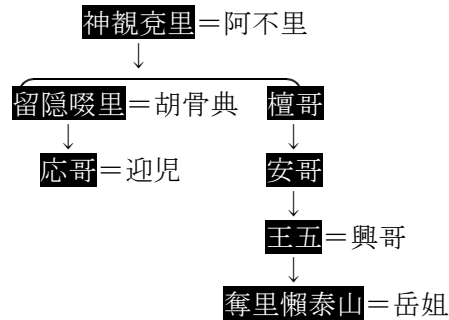 神觀兗里＝阿不里
↓
留隠啜里＝胡骨典 檀哥
↓ ↓
応哥＝迎児 安哥
↓
王五＝興哥
↓
奪里懶泰山＝岳姐